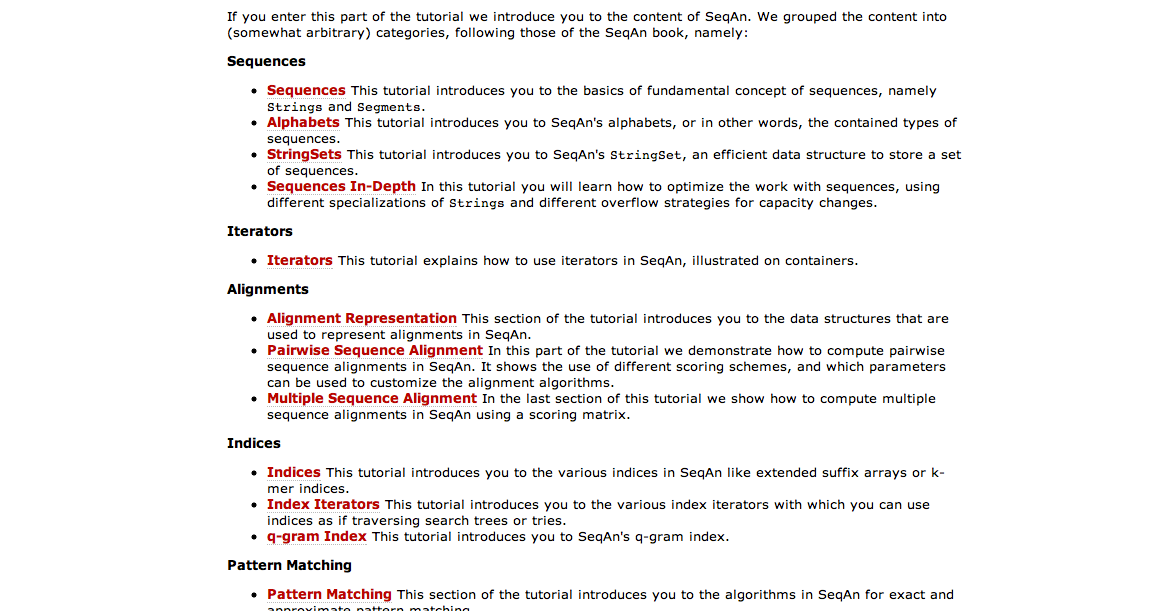 If you enter this part of the tutorial we introduce you to the content of SeqAn. We grouped the content into
(somewhat arbitrary) categories, following those of the SeqAn book, namely:
Sequences
• Sequences This tutorial introduces you to the basics of fundamental concept of sequences, namely
Strings and Segments.
• Alphabets This tutorial introduces you to SeqAn's alphabets, or in other words, the contained types of
sequences.
• StringSets This tutorial introduces you to SeqAn's StringSet, an efficient data structure to store a set
of sequences.
• Sequences In-Depth In this tutorial you will learn how to optimize the work with sequences, using
different specializations of Strings and different overflow strategies for capacity changes.
Iterators
• Iterators This tutorial explains how to use iterators in SeqAn, illustrated on containers.
Alignments
• Alignment Representation This section of the tutorial introduces you to the data structures that are
used to represent alignments in SeqAn.
• Pairwise Sequence Alignment In this part of the tutorial we demonstrate how to compute pairwise
sequence alignments in SeqAn. It shows the use of different scoring schemes, and which parameters
can be used to customize the alignment algorithms.
• Multiple Sequence Alignment In the last section of this tutorial we show how to compute multiple
sequence alignments in SeqAn using a scoring matrix.
Indices
• Indices This tutorial introduces you to the various indices in SeqAn like extended suffix arrays or k-
mer indices.
• Index Iterators This tutorial introduces you to the various index iterators with which you can use
indices as if traversing search trees or tries.
• q-gram Index This tutorial introduces you to SeqAn's q-gram index.
Pattern Matching
• Pattern Matching This section of the tutorial introduces you to the algorithms in SeqAn for exact and
approximate pattern matching.